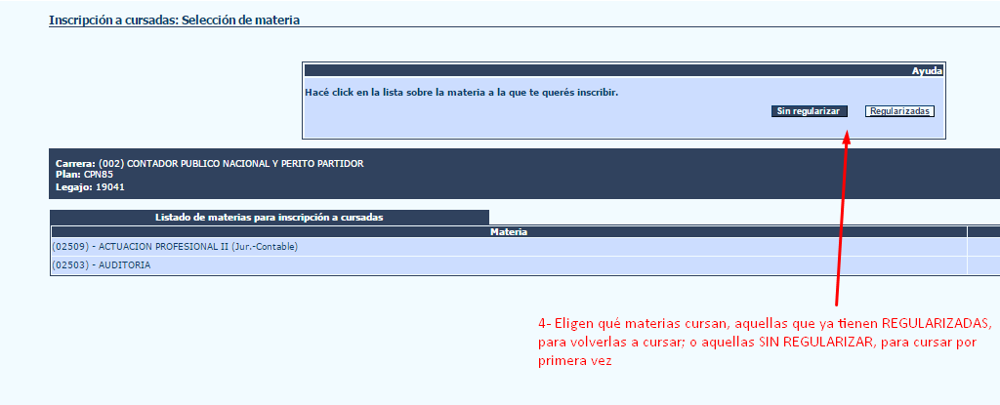 Inscripción a cursadas: Selección de materia
Ayuda
Hacé click en la lista sobre la materia a la que te querés inscribir.
Sin regularizar Regularizadas
Carrera: (002) CONTADOR PUBLICO NACIONAL Y PERITO PARTIDOR
Plan: CPN85
Legajo: 19041
Listado de materias para inscripción a cursadas
Materia
(02509) - ACTUACION PROFESIONAL II (Jur.-Contable)
(02503) - AUDITORIA
4- Eligen qué materias cursan, aquellas que ya tienen REGULARIZADAS,
para volverlas a cursar; o aquellas SIN REGULARIZAR, para cursar por
primera vez